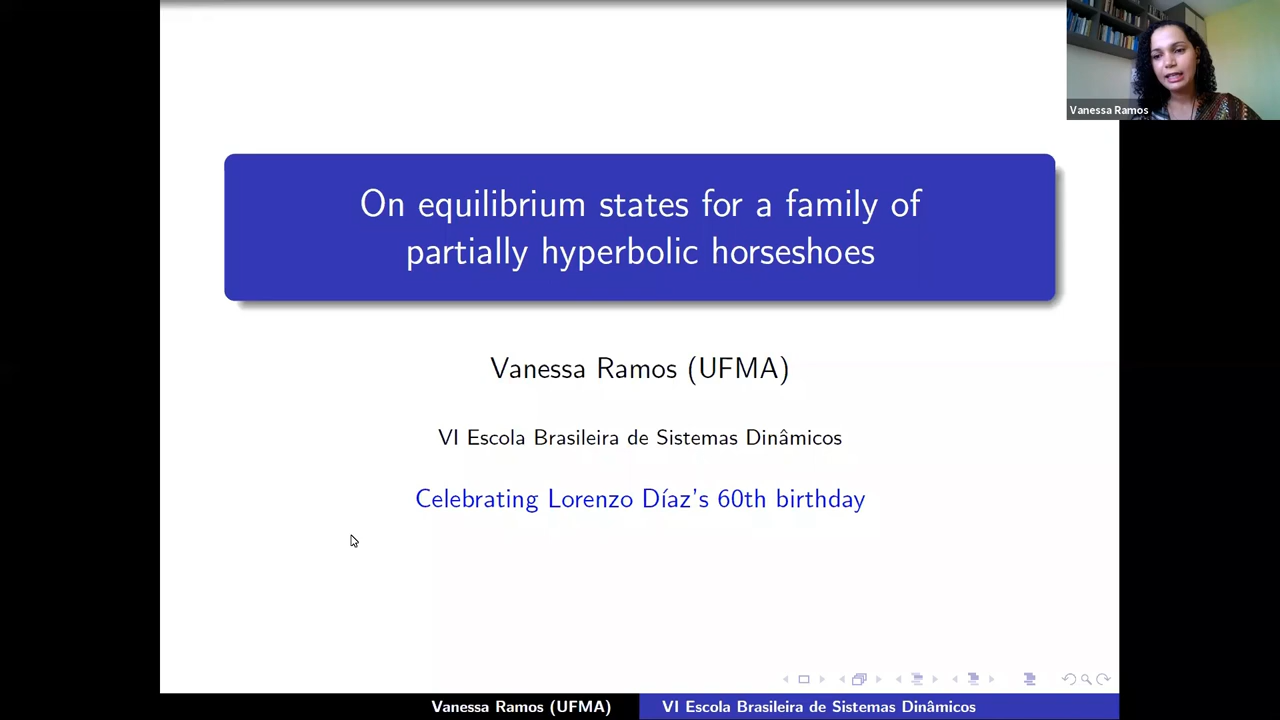 Vanessa Ramos
On equilibrium states for a family of
partially hyperbolic horseshoes
Vanessa Ramos (UFMA)
VI Escola Brasileira de Sistemas Dinâmicos
Celebrating Lorenzo Díaz's 60th birthday
Vanessa Ramos (UFMA)
VI Escola Brasileira de Sistemas Dinâmicos